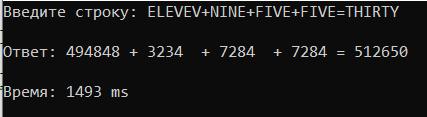 Введите строку: ELEVEV+NINE+FIVE+FIVE=THIRTY
Ответ: 494848 + 3234  + 7284  + 7284 = 512650
Время: 1493 ms